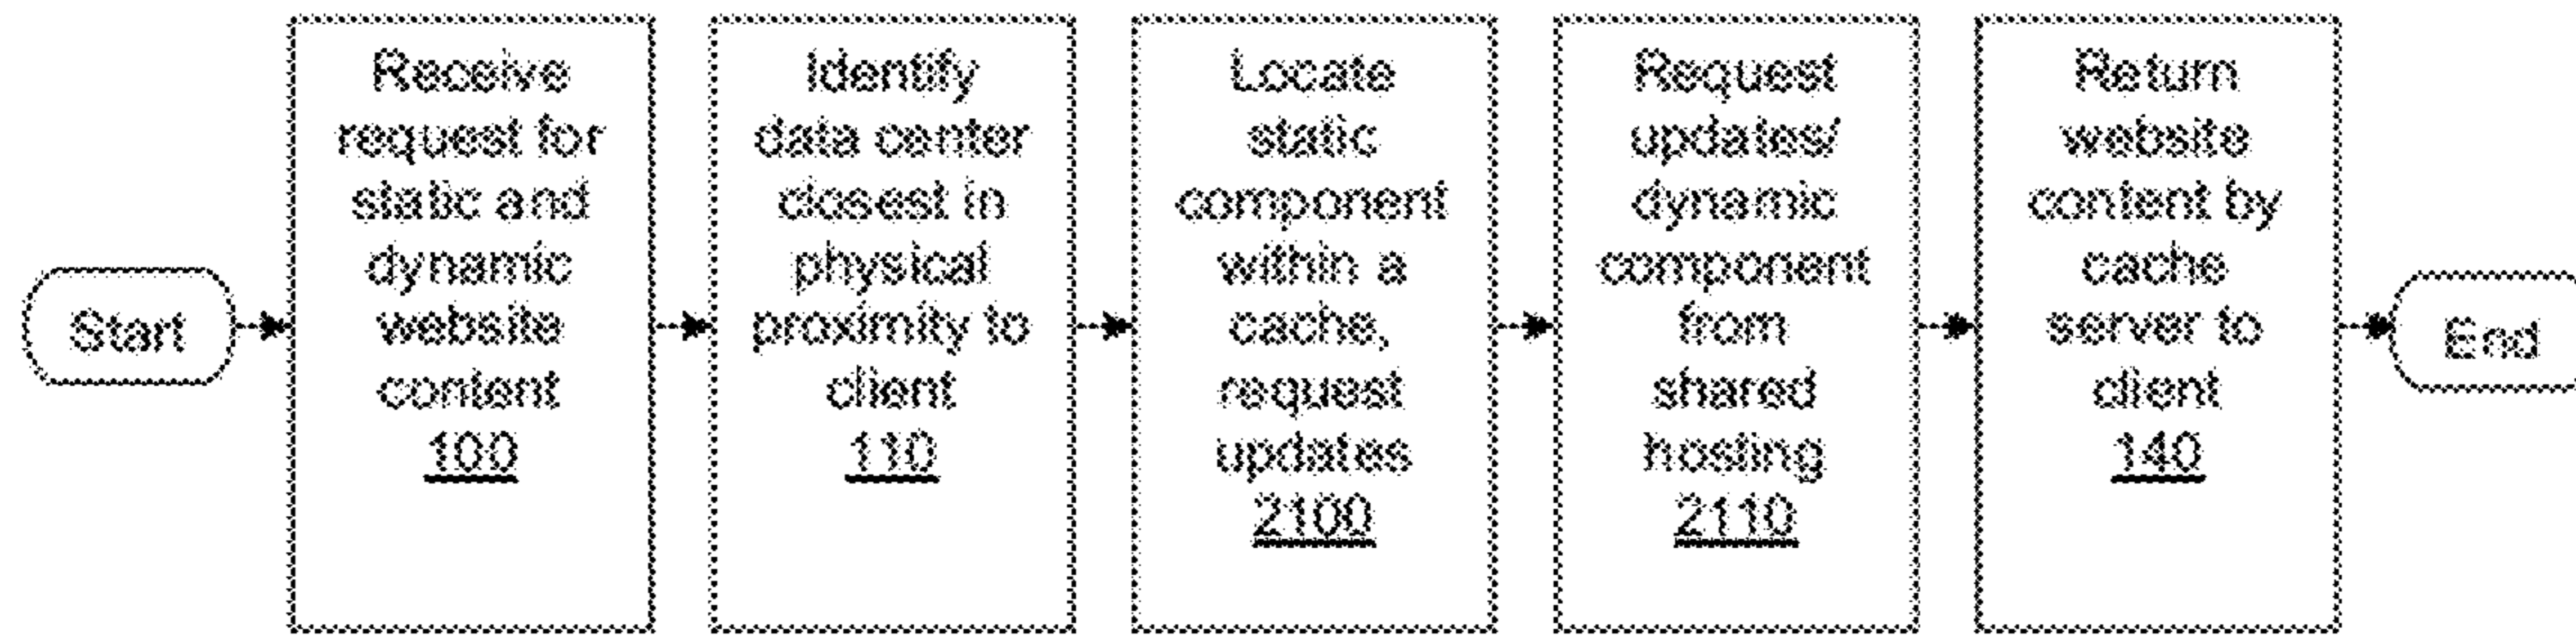 Start
Receive
request for
static and
dynamic
website
content
100
Identify
data center
closest in
physical
proximity to
client
110
Locate
static
component
within a
cache,
request
updates
2100
Request
updates/
dynamic
component
from
shared
hosting
2110
Return
website
content by
cache
server to
client
140
End